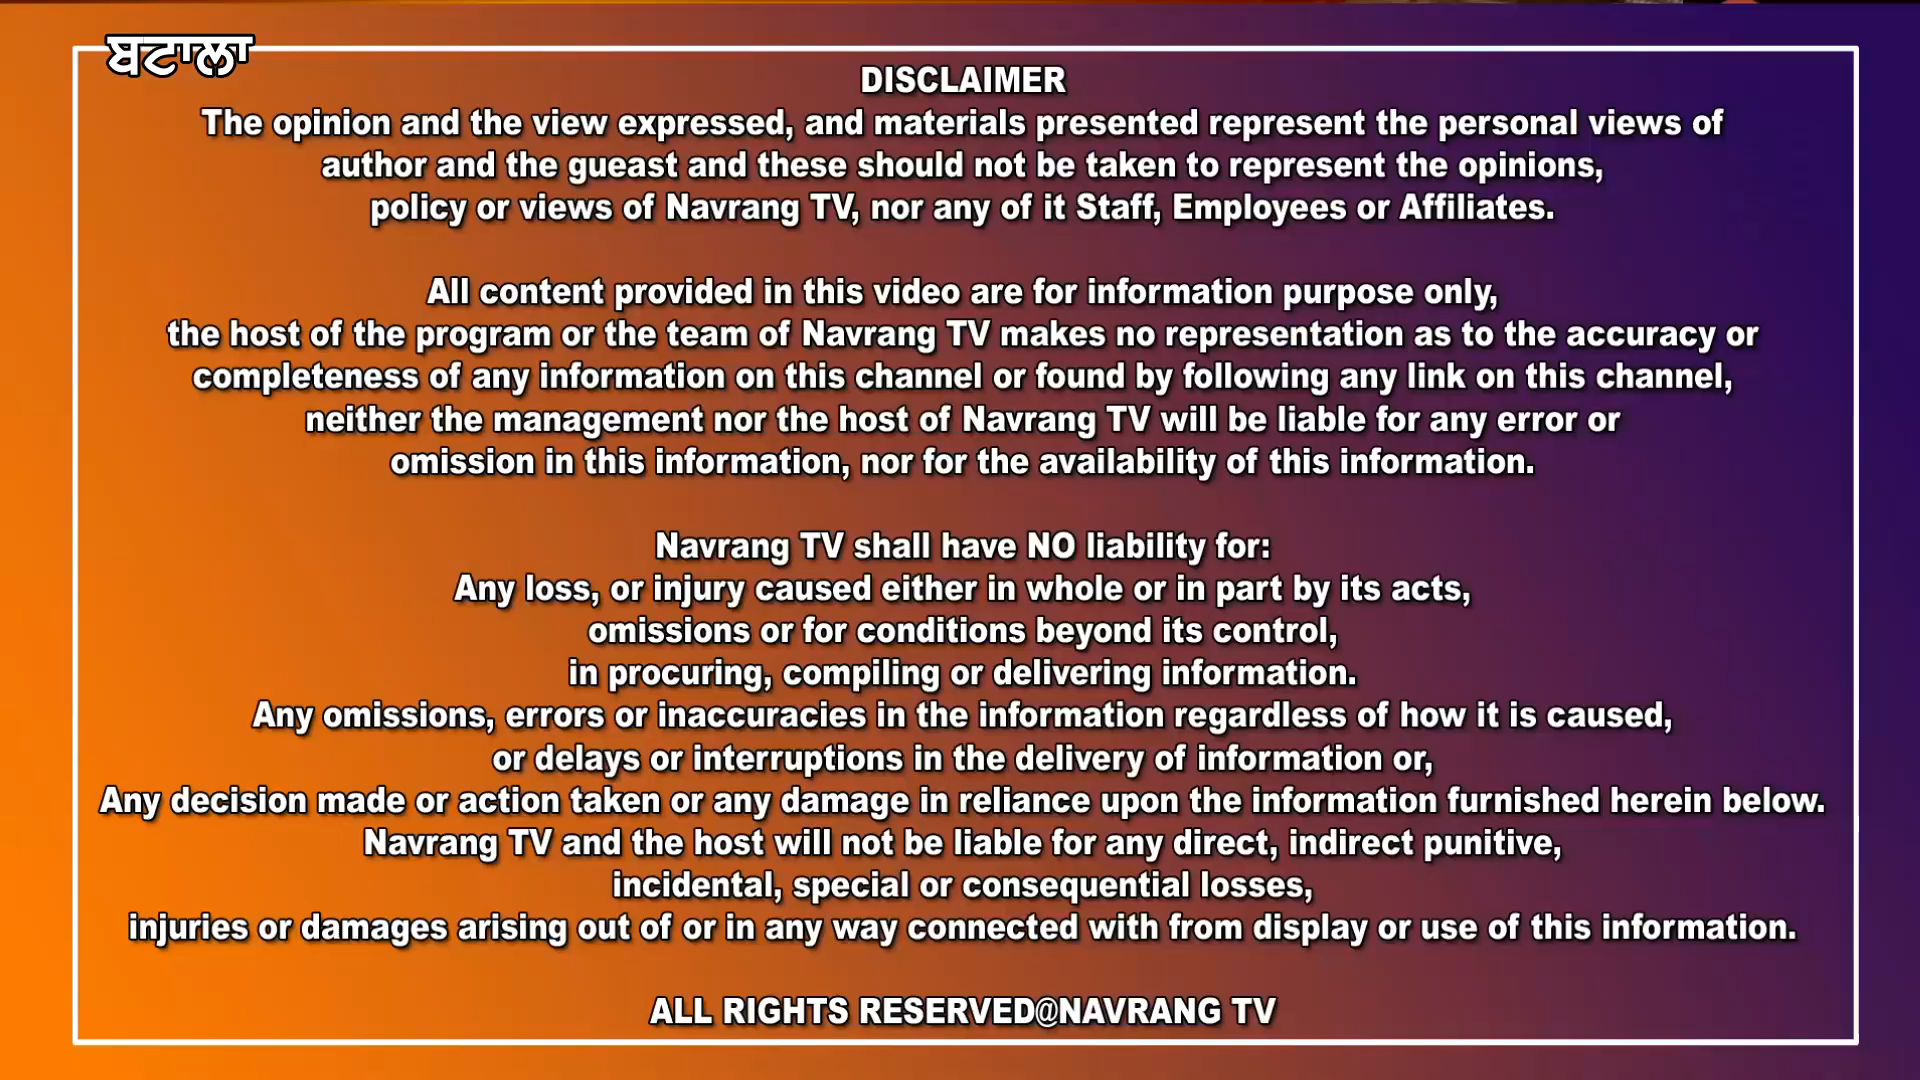 ਬਟਾਲਾ
DISCLAIMER
The opinion and the view expressed, and materials presented represent the personal views of
author and the gueast and these should not be taken to represent the opinions,
policy or views of Navrang TV, nor any of it Staff, Employees or Affiliates.
All content provided in this video are for information purpose only,
the host of the program or the team of Navrang TV makes no representation as to the accuracy or
completeness of any information on this channel or found by following any link on this channel,
neither the management nor the host of Navrang TV will be liable for any error or
omission in this information, nor for the availability of this information.
Navrang TV shall have NO liability for:
Any loss, or injury caused either in whole or in part by its acts,
omissions or for conditions beyond its control,
in procuring, compiling or delivering information.
Any omissions, errors or inaccuracies in the information regardless of how it is caused,
or delays or interruptions in the delivery of information or,
Any decision made or action taken or any damage in reliance upon the information furnished herein below.
Navrang TV and the host will not be liable for any direct, indirect punitive,
incidental, special or consequential losses,
injuries or damages arising out of or in any way connected with from display or use of this information.
ALL RIGHTS RESERVED@NAVRANG TV